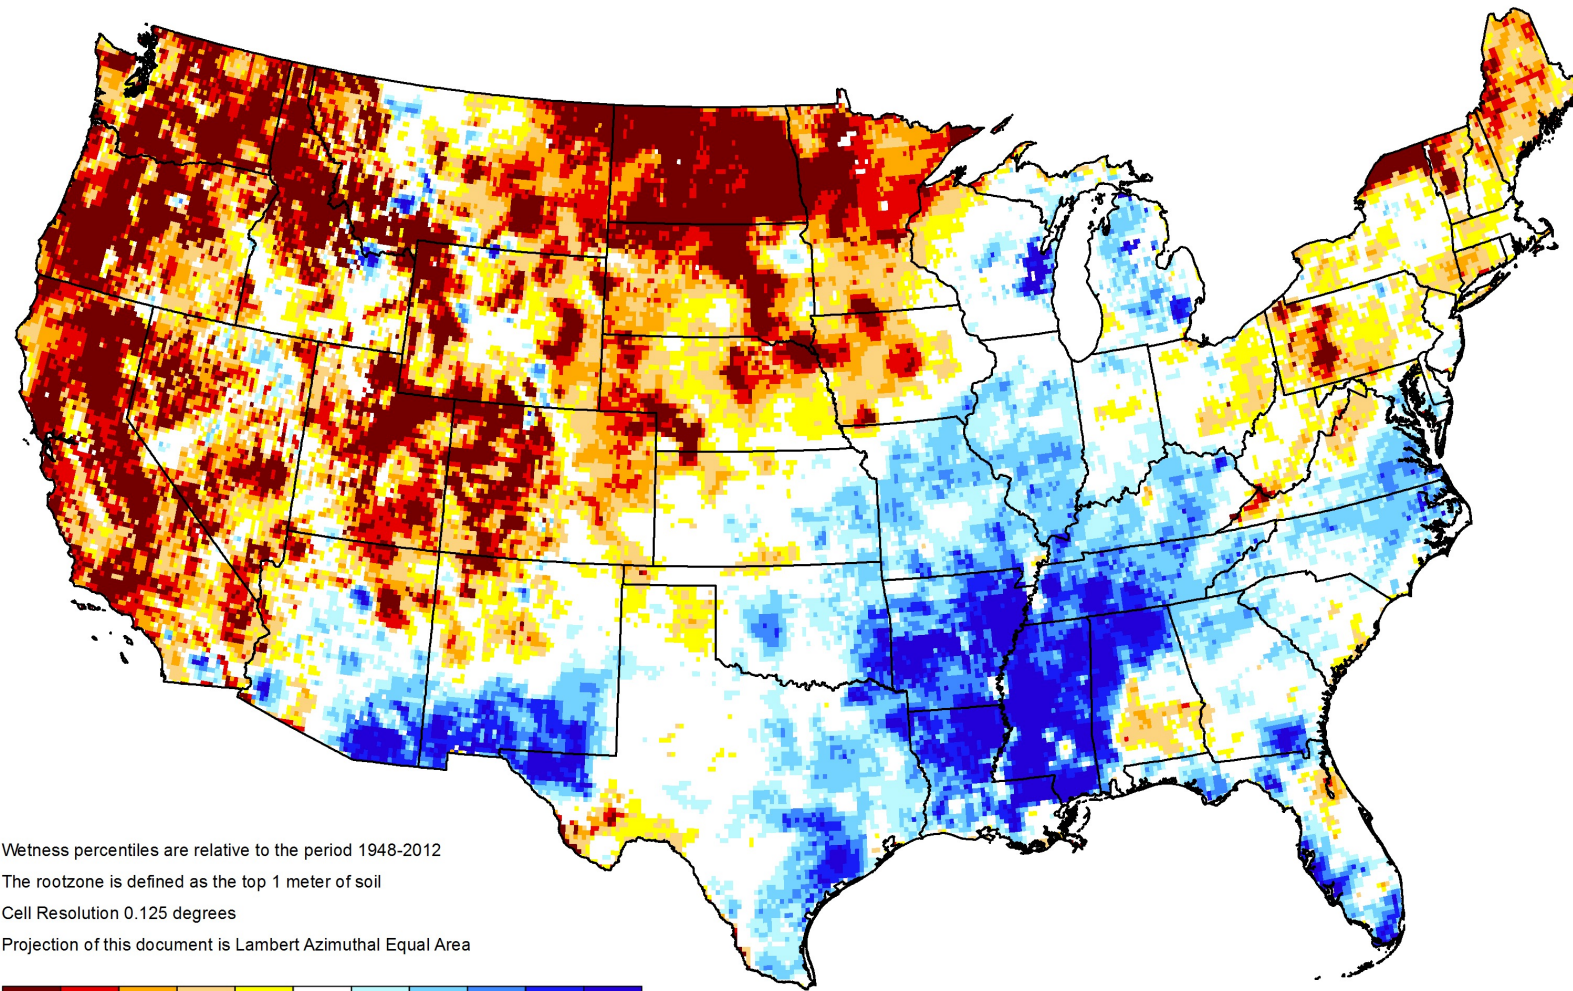 Wetness percentiles are relative to the period 1948-2012
The rootzone is defined as the top 1 meter of soil
Cell Resolution 0.125 degrees
Projection of this document is Lambert Azimuthal Equal Area